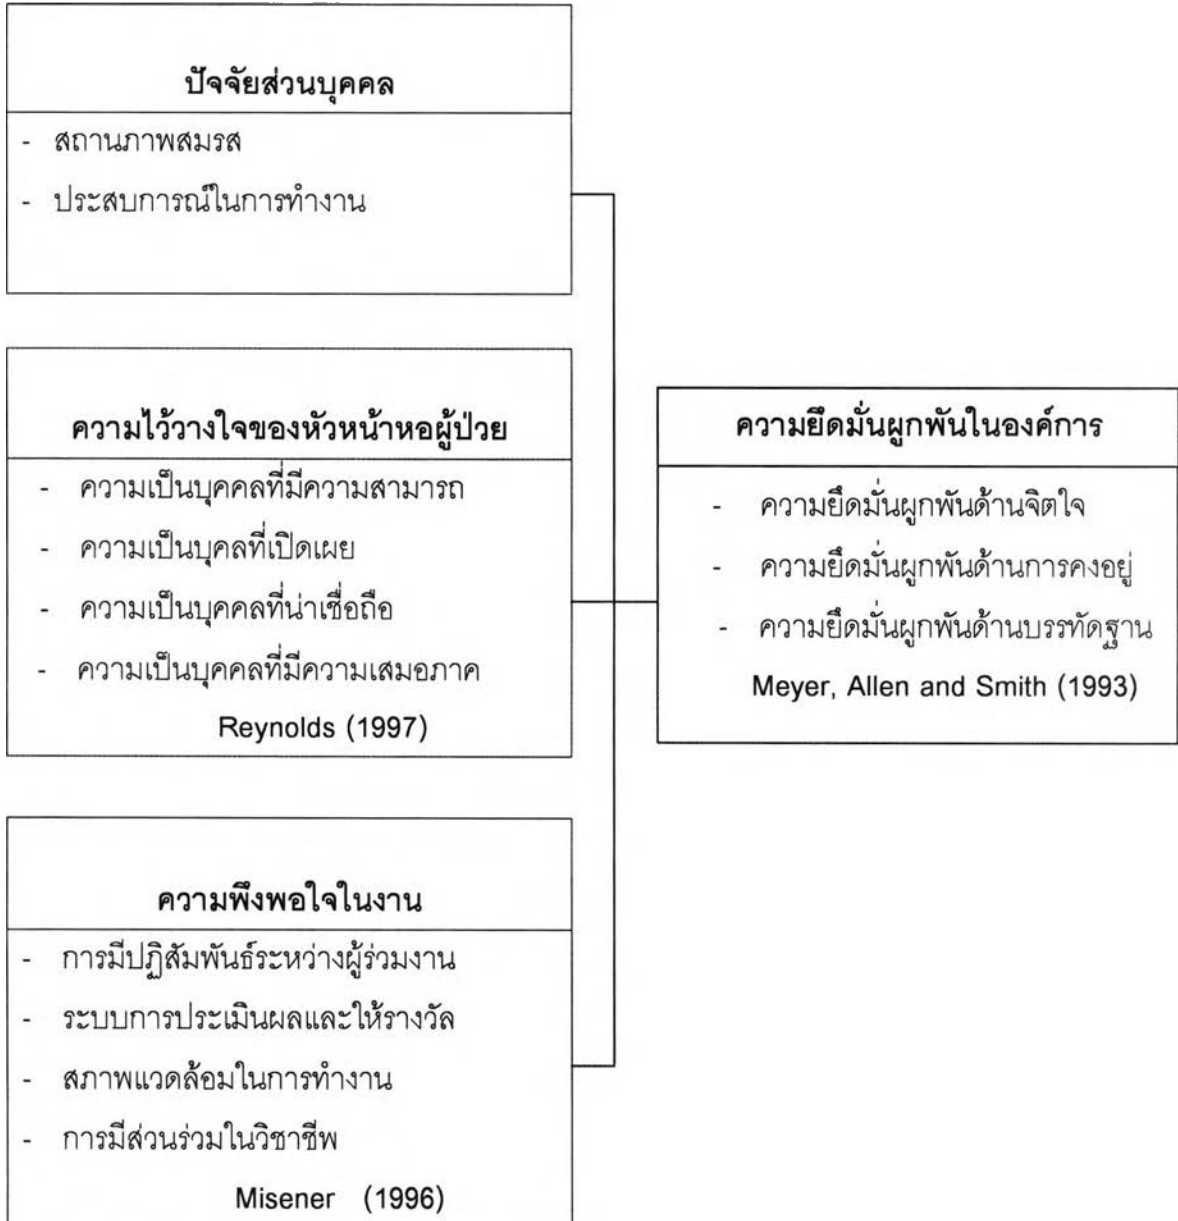 ปัจจัยส่วนบุคคล
- สถานภาพสมรส
- ประสบการณ์ในการทำงาน
ความไว้วางใจของหัวหน้าหอผู้ป่วย
- ความเป็นบุคคลที่มีความสามารถ
- ความเป็นบุคลที่เปิดเผย
- ความเป็นบุคคลที่น่าเชื่อถือ
- ความเป็นบุคคลที่มีความเสมอภาค
Reynolds (1997)
ความพึงพอใจในงาน
- การมีปฏิสัมพันธ์ระหว่างผู้ร่วมงาน
- ระบบการประเมินผลและให้รางวัล
- สภาพแวดล้อมในการทำงาน
- การมีส่วนร่วมในวิชาชีพ
Misener (1996)
ความยึดมั่นผูกพันในองค์การ
- ความยึดมั่นผูกพันด้านจิตใจ
- ความยึดมั่นผูกพันด้านการคงอยู่
- ความยึดมั่นผูกพันด้านบรรทัดฐาน
Meyer, Allen and Smith (1993)